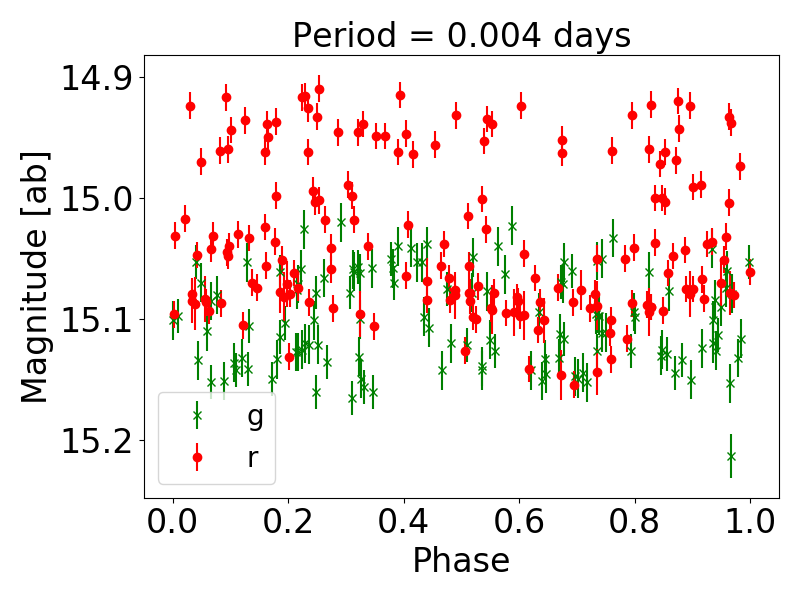 Period = 0.004 days
Magnitude [ab]
14.9
15.0
15.1
15.2
g
r
0.0 0.2 0.4 0.6 0.8 1.0
Phase